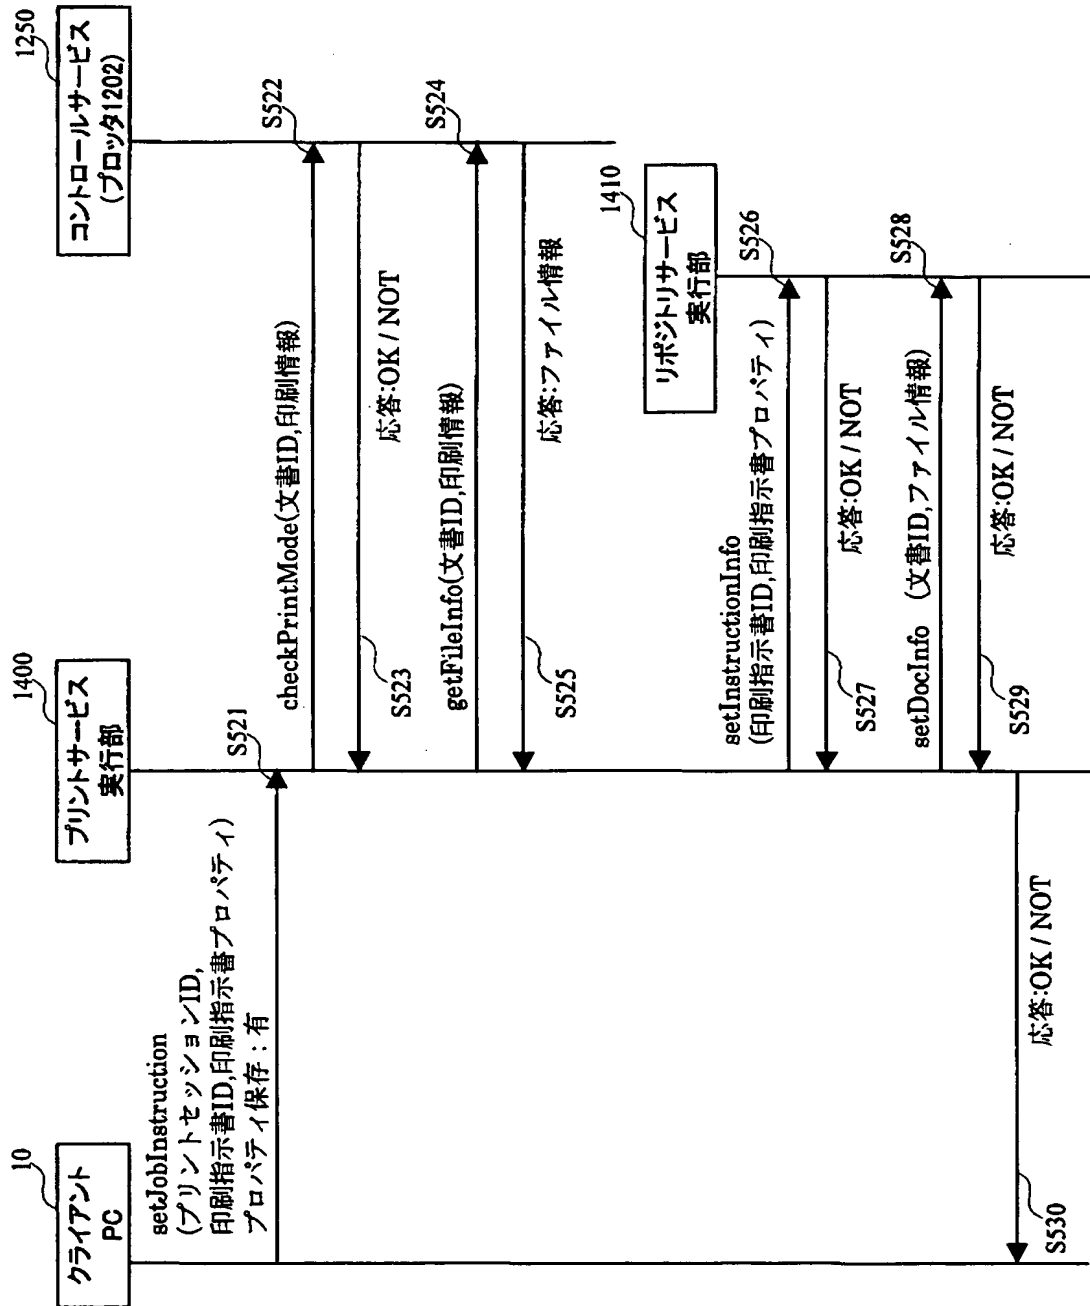 10
クライアント
PC
1400
プリントサービス
実行部
1250
コントロールサービス
(プロッタ1202)
setJobInstruction
(プリントセッションID,
印刷指示書ID,印刷指示書プロパティ)
プロパティ保存:有
S521
checkPrintMode(文書ID,印刷情報)
S522
応答:OK / NOT
S523
getFileInfo(文書ID,印刷情報)
S524
応答:ファイル情報
S525
1410
リポジトリサービス
実行部
setInstructionInfo
(印刷指示書ID,印刷指示書プロパティ)
S526
応答:OK / NOT
S527
setDocInfo (文書ID,ファイル情報)
S528
応答:OK / NOT
S529
応答:OK / NOT
S530